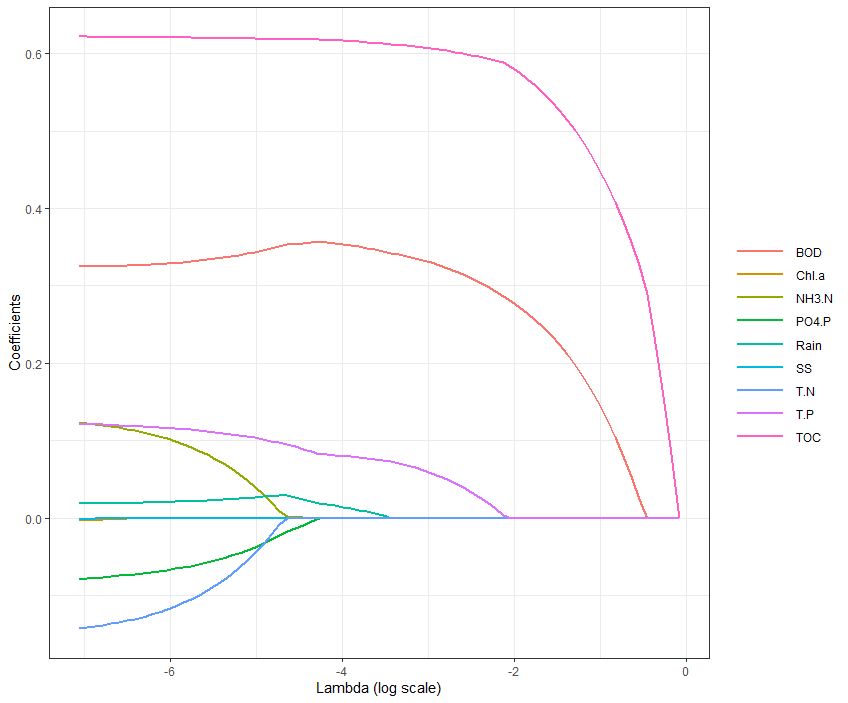 0.6
0.4
0.2
0.0
Coefficients
-6
-4
-2
0
Lambda (log scale)
BOD
Chl.a
NH3.N
PO4.P
Rain
SS
T.N
T.P
TOC